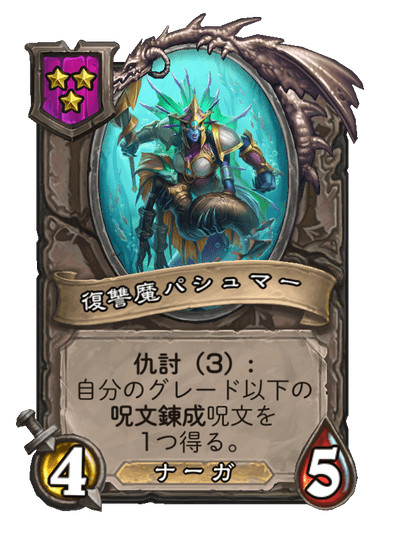 復讐魔パシュマー
仇討（3）:
自分のグレード以下の
呪文錬成呪文を
1つ得る。
4
ナーガ
5